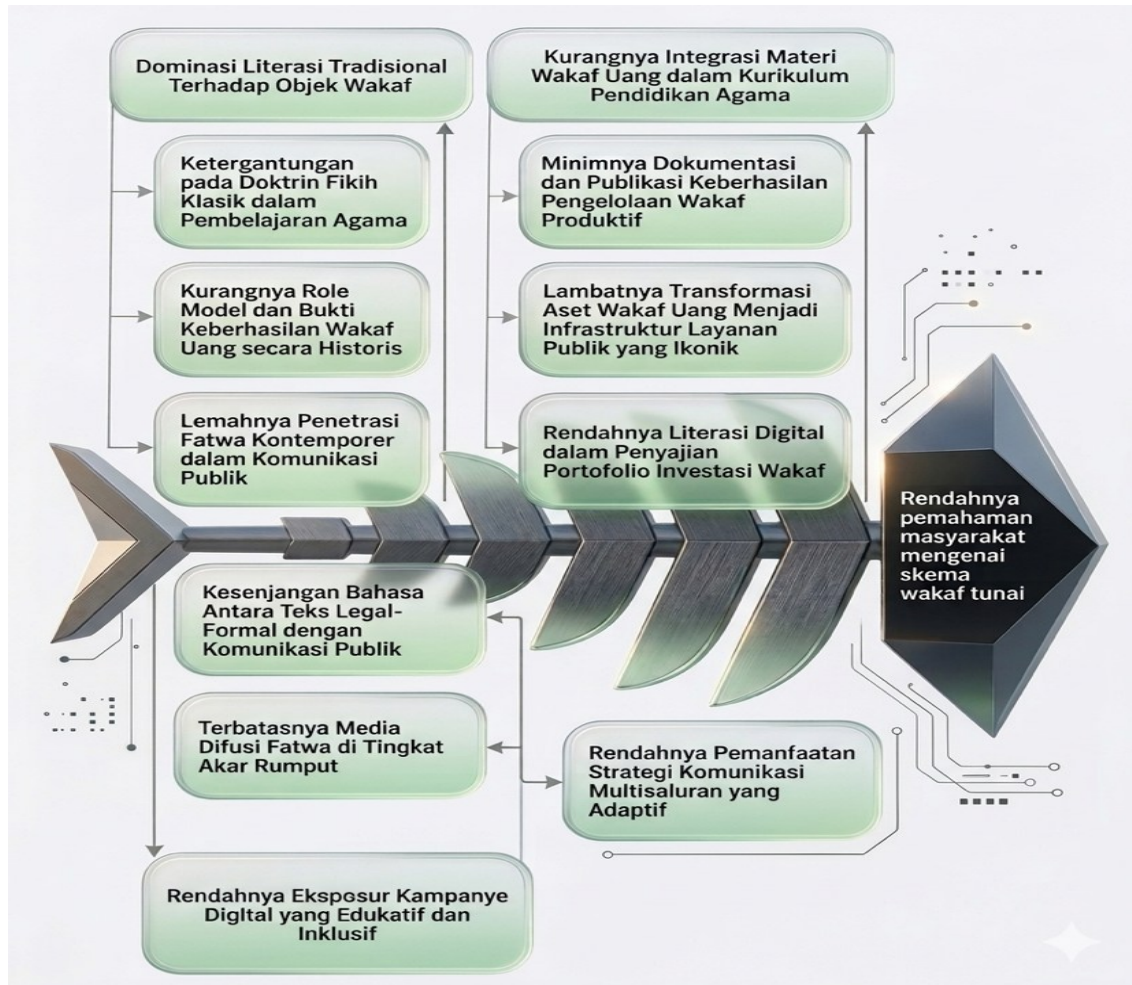 Dominasi Literasi Tradisional
Terhadap Objek Wakaf
Ketergantungan
pada Doktrin Fikih
Klasik dalam
Pembelajaran Agama
Kurangnya Role
Model dan Bukti
Keberhasilan Wakaf
Uang secara Historis
Lemahnya Penetrasi
Fatwa Kontemporer
dalam Komunikasi
Publik
Kurangnya Integrasi Materi
Wakaf Uang dalam Kurikulum
Pendidikan Agama
Minimnya Dokumentasi
dan Publikasi Keberhasilan
Pengelolaan Wakaf
Produktif
Lambatnya Transformasi
Aset Wakaf Uang Menjadi
Infrastruktur Layanan
Publik yang Ikonik
Rendahnya Literasi Digital
dalam Penyajian
Portofolio Investasi Wakaf
Rendahnya
pemahaman
masyarakat
mengenai
skema
wakaf tunai
Kesenjangan Bahasa
Antara Teks Legal-
Formal dengan
Komunikasi Publik
Terbatasnya Media
Difusi Fatwa di Tingkat
Akar Rumput
Rendahnya Pemanfaatan
Strategi Komunikasi
Multisaluran yang
Adaptif
Rendahnya Eksposur Kampanye
DigItal yang Edukatif dan
Inklusif